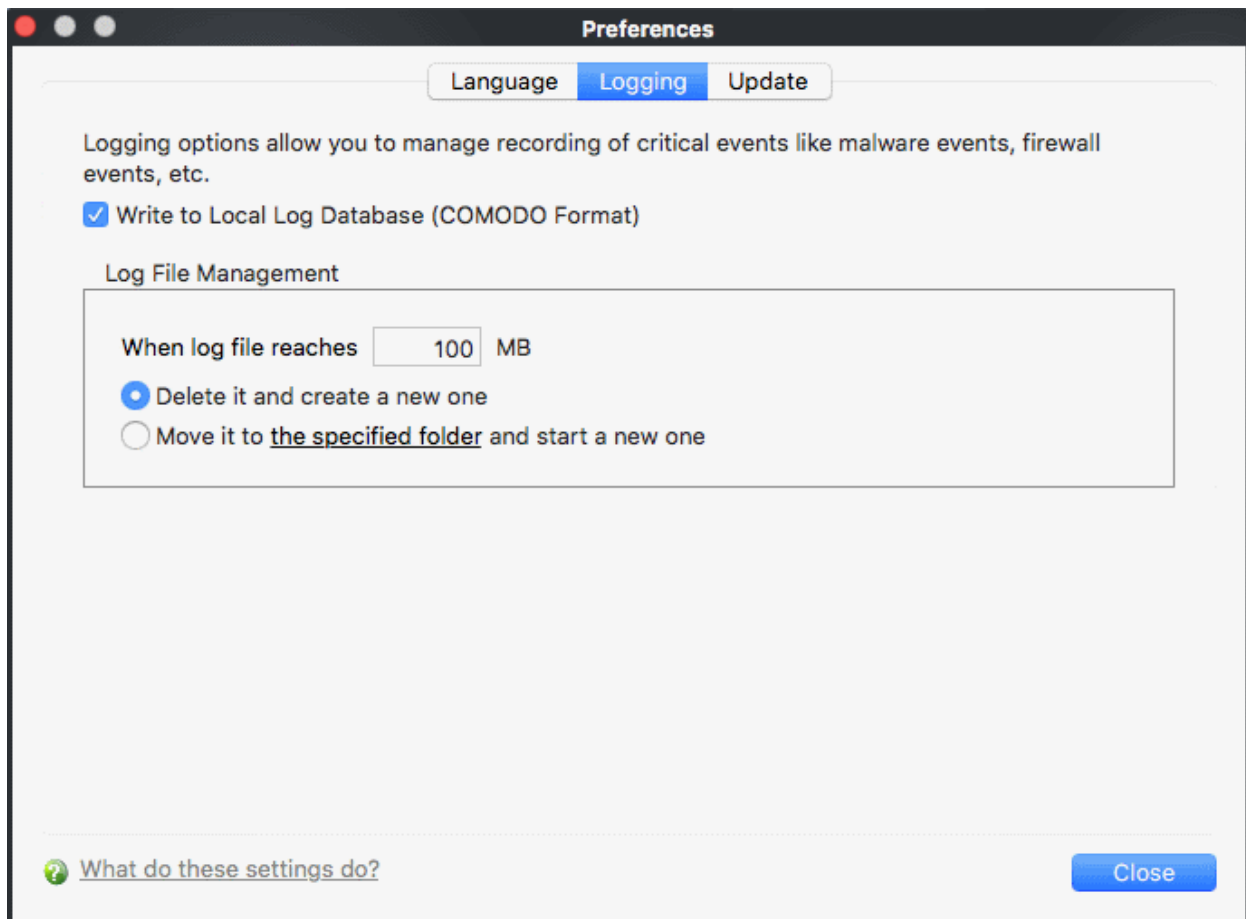 Preferences
Language Logging Update
Logging options allow you to manage recording of critical events like malware events, firewall
events, etc.
Write to Local Log Database (COMODO Format)
Log File Management
When log file reaches 100 MB
Delete it and create a new one
Move it to the specified folder and start a new one
What do these settings do?
Close